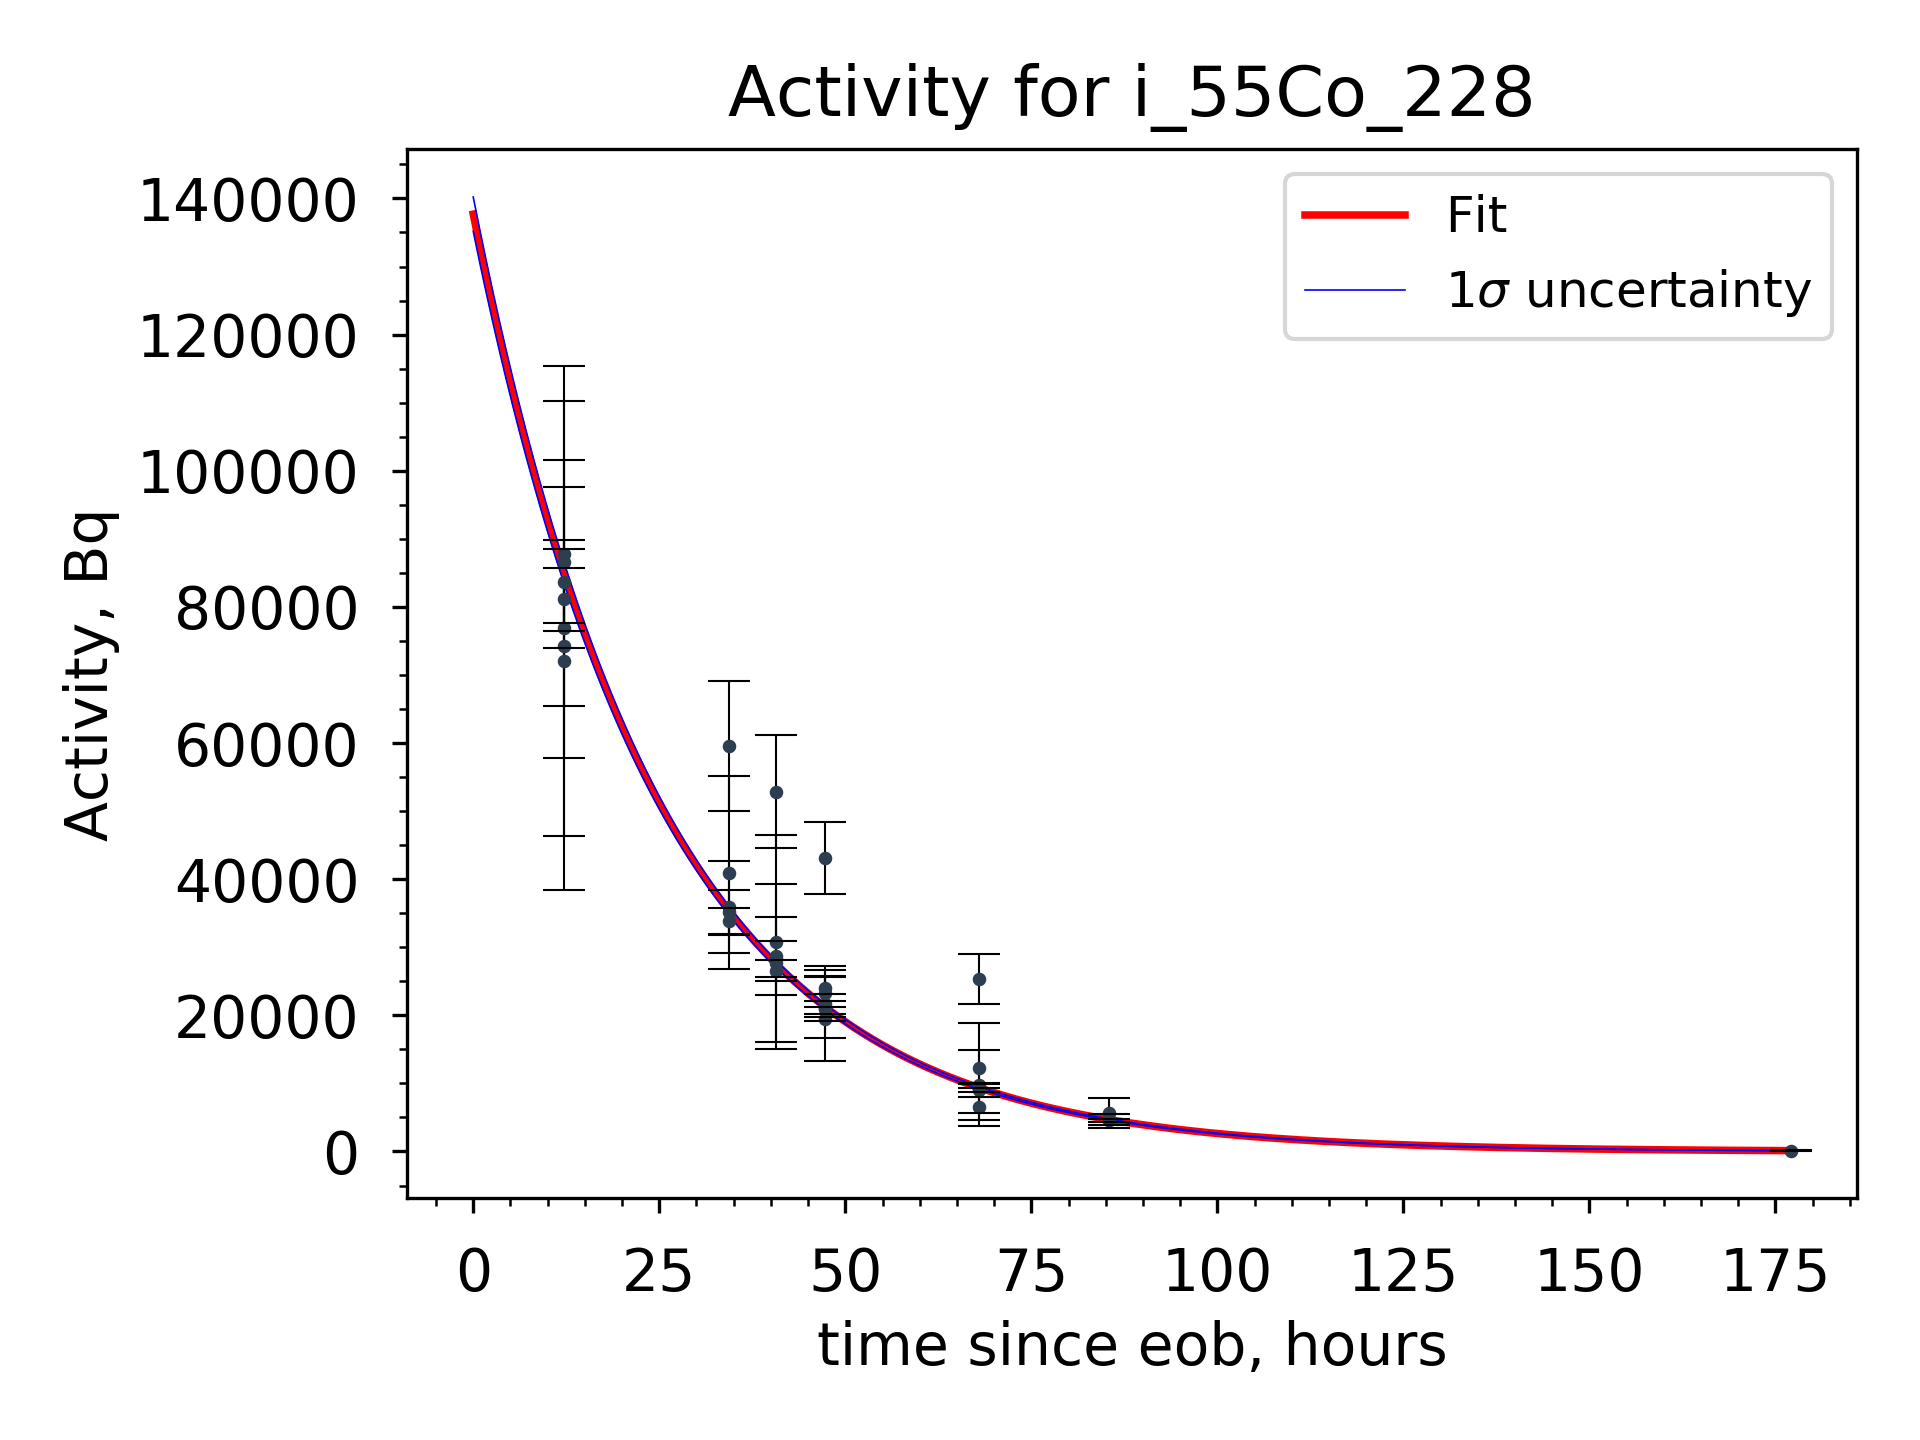 Activity for i_55Co_228
Fit
1σ uncertainty
Activity, Bq
140000
120000
100000
80000
60000
40000
20000
0
0 25 50 75 100 125 150 175
time since eob, hours